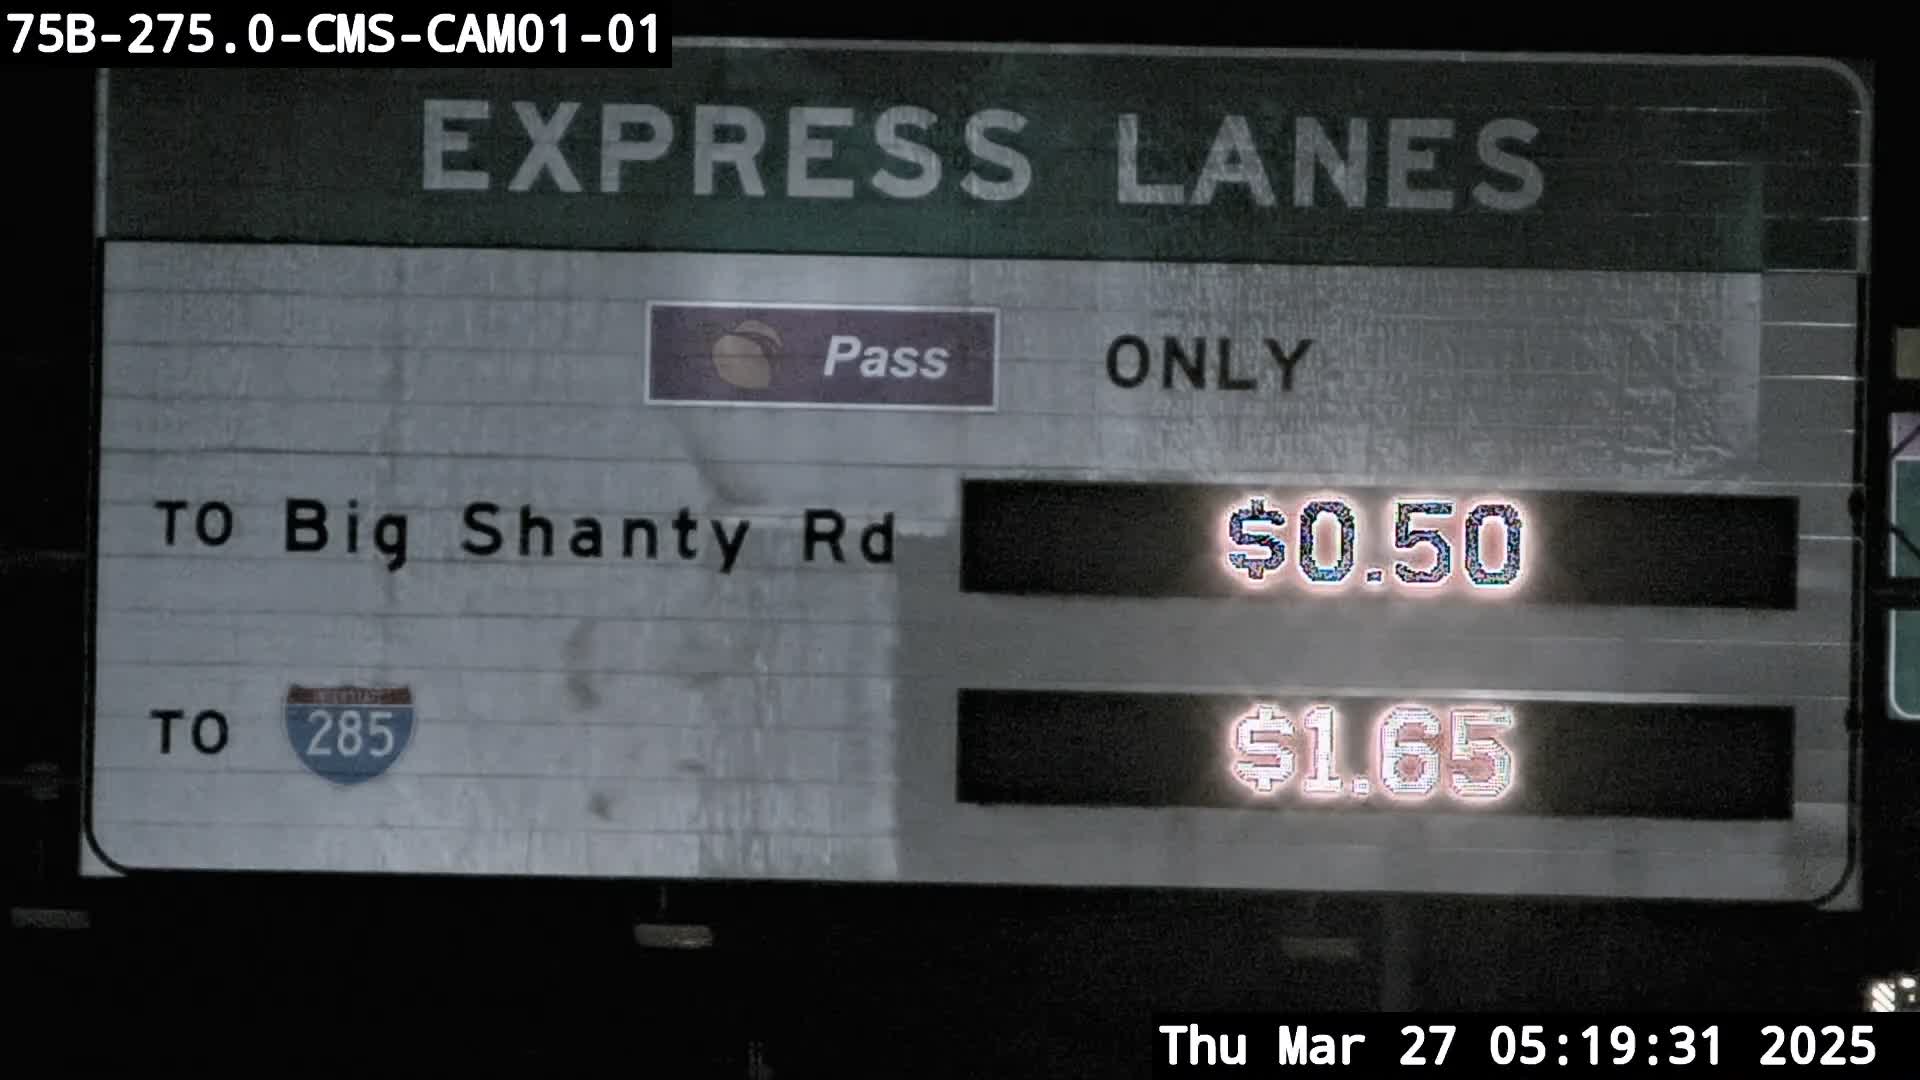 75B-275.0-CMS-CAM01-01
EXPRESS LANES
Pass ONLY
TO Big Shanty Rd $0.50
INTERSTATE
TO 285 $1.65
Thu Mar 27 05:19:31 2025